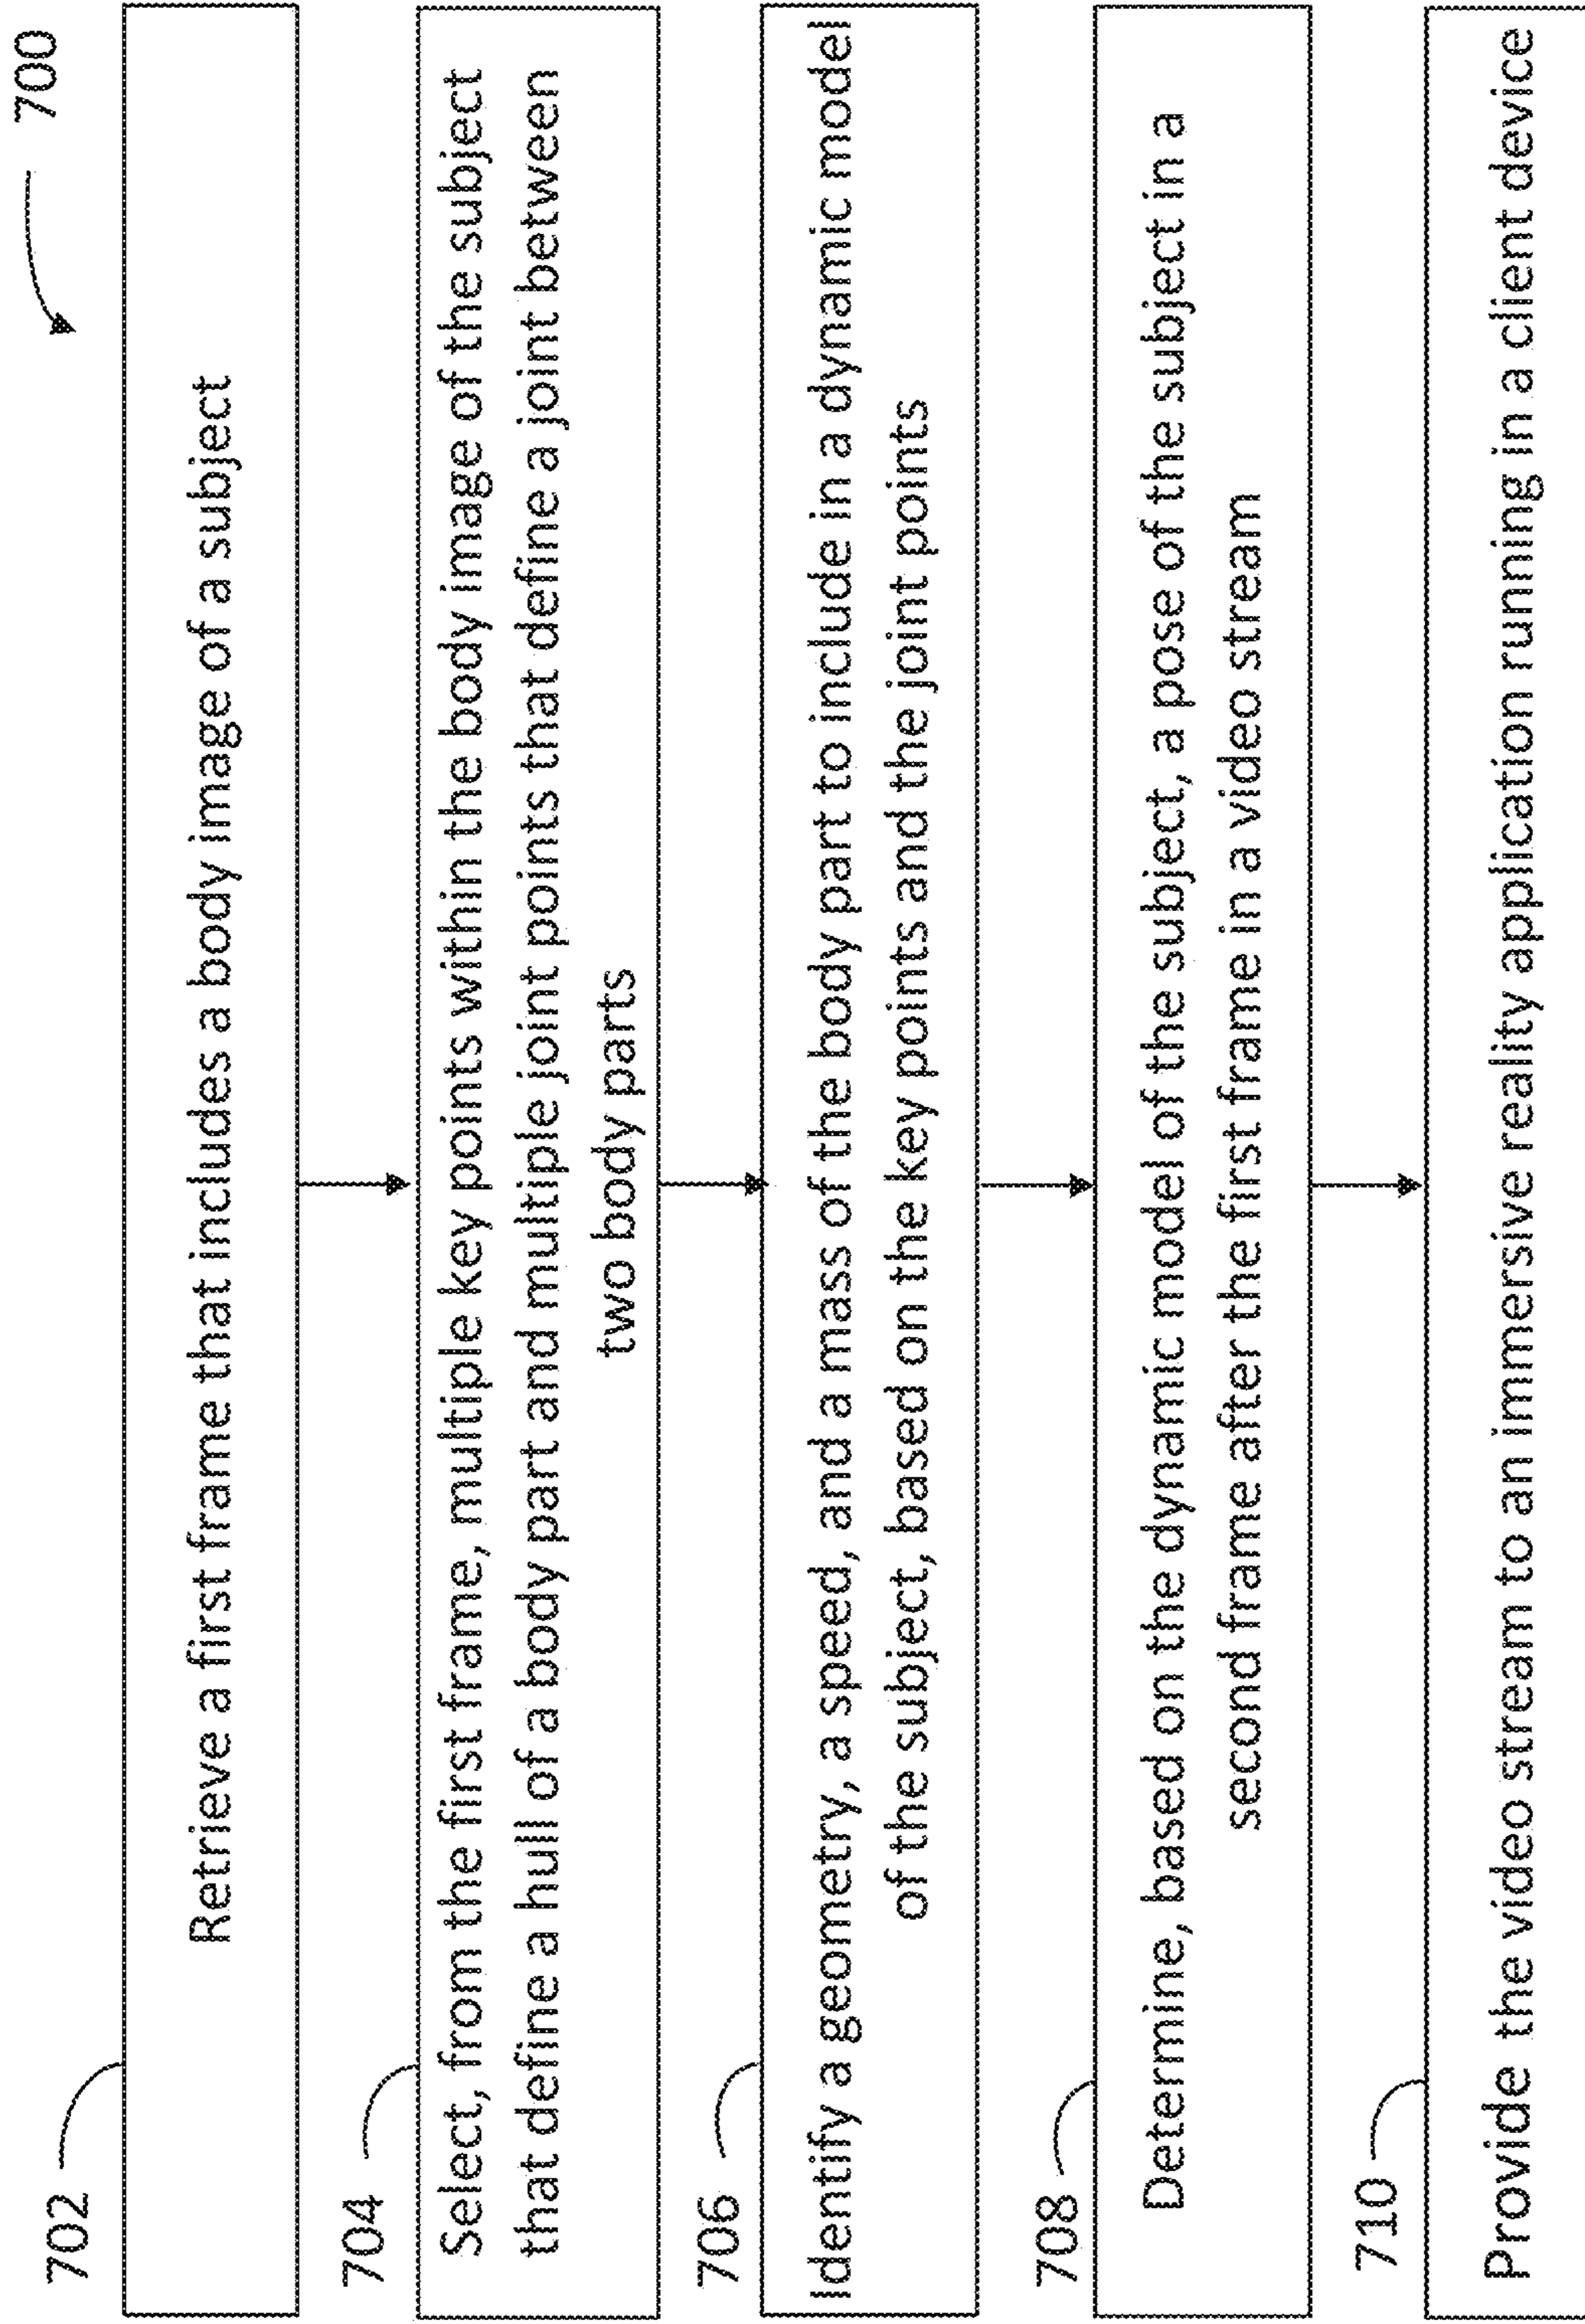 700
702
Retrieve a first frame that includes a body image of a subject
704
Select, from the first frame, multiple key points within the body image of the subject
that define a hull of a body part and multiple joint points that define a joint between
two body parts
706
Identify a geometry, a speed, and a mass of the body part to include in a dynamic model
of the subject, based on the key points and the joint points
708
Determine, based on the dynamic model of the subject, a pose of the subject in a
second frame after the first frame in a video stream
710
Provide the video stream to an immersive reality application running in a client device